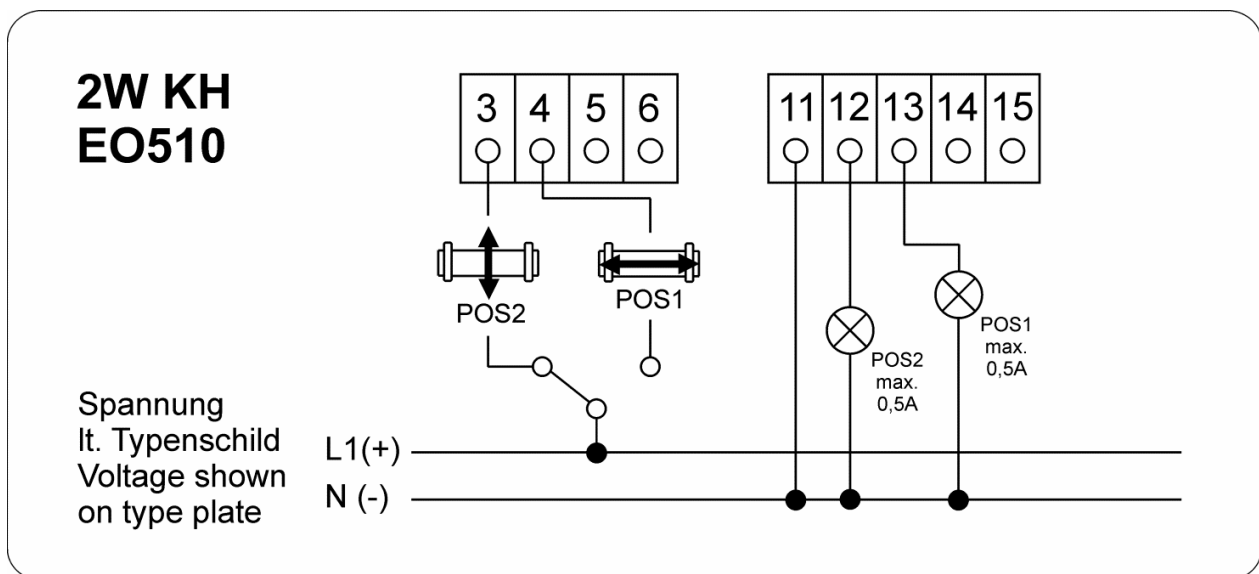 2W KH
EO510
3 4 5 6
11 12 13 14 15
POS2
POS1
POS1
max.
0,5A
POS2
max.
0,5A
Spannung
lt. Typenschild
Voltage shown
on type plate
L1(+)
N (-)